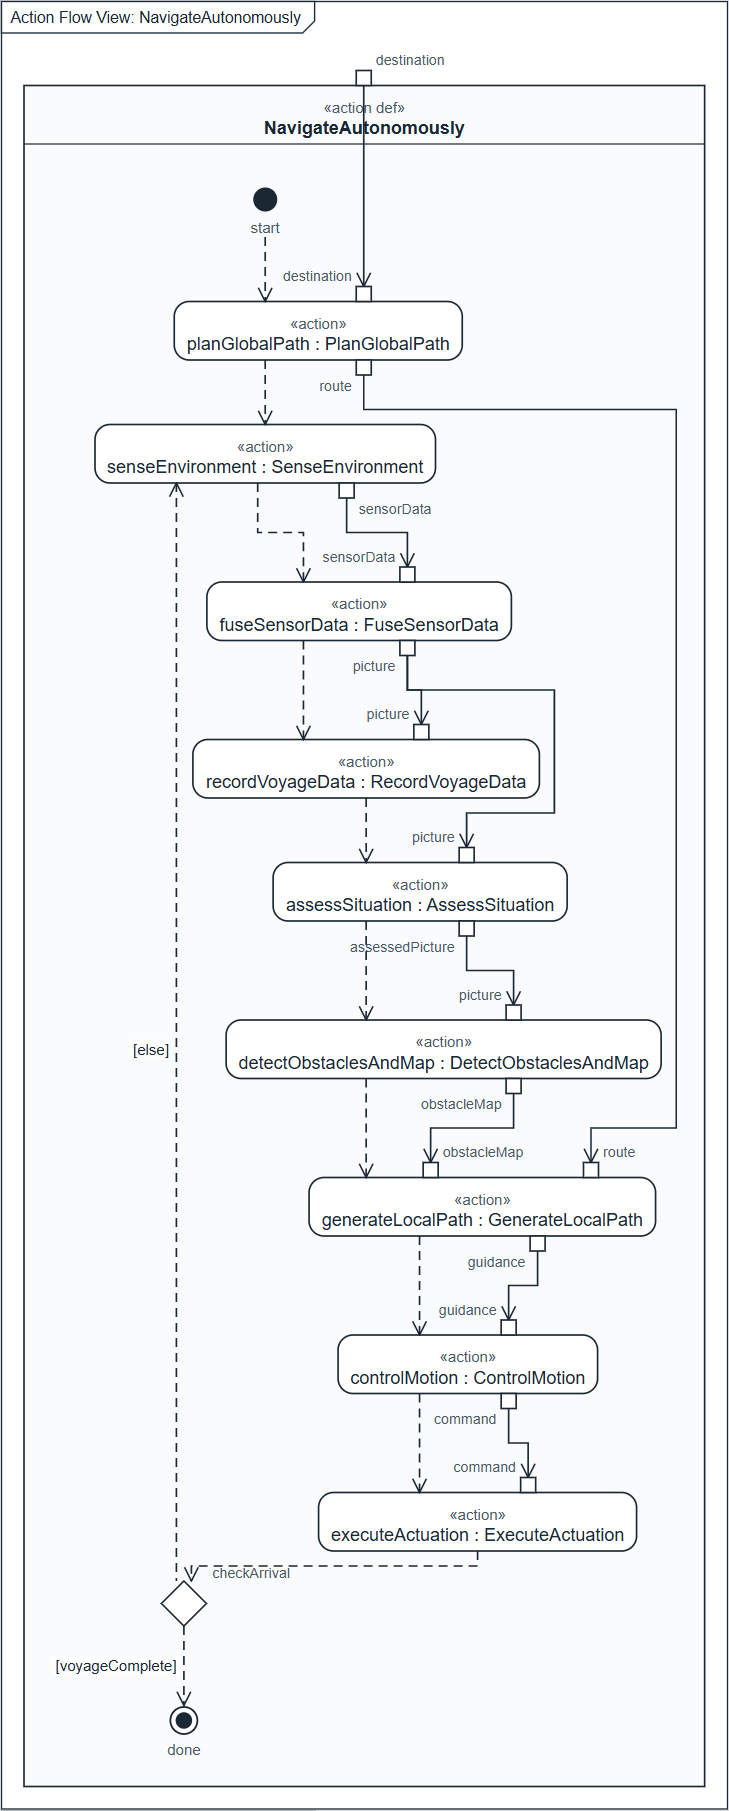 Action Flow View: NavigateAutonomously
destination
«action def»
NavigateAutonomously
start
destination
«action»
planGlobalPath : PlanGlobalPath
route
«action»
senseEnvironment : SenseEnvironment
sensorData
sensorData
«action»
fuseSensorData : FuseSensorData
picture
picture
«action»
recordVoyageData : RecordVoyageData
picture
«action»
assessSituation : AssessSituation
assessedPicture
picture
«action»
[else]
detectObstaclesAndMap : DetectObstaclesAndMap
obstacleMap
obstacleMap
route
«action»
generateLocalPath : GenerateLocalPath
guidance
guidance
«action»
controlMotion : ControlMotion
command
command
«action»
executeActuation : ExecuteActuation
checkArrival
[voyageComplete]
done